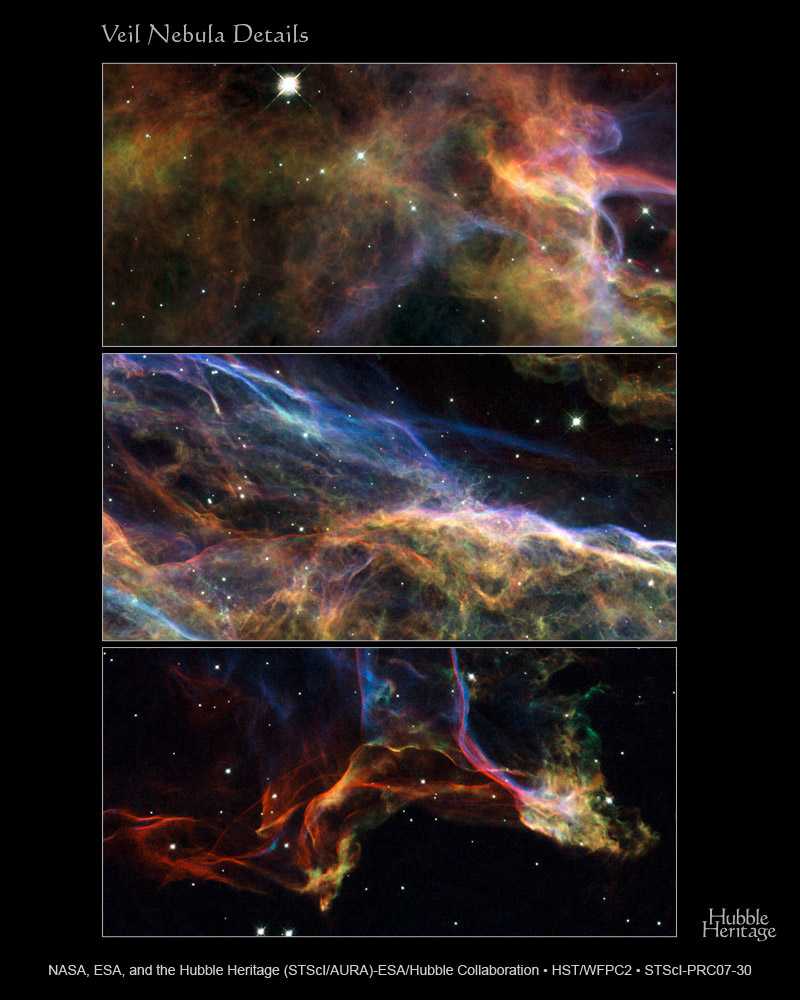 Veil Nebula Details
Hubble
Heritage
NASA, ESA, and the Hubble Heritage (STScI/AURA)-ESA/Hubble Collaboration • HST/WFPC2 • STScI-PRC07-30